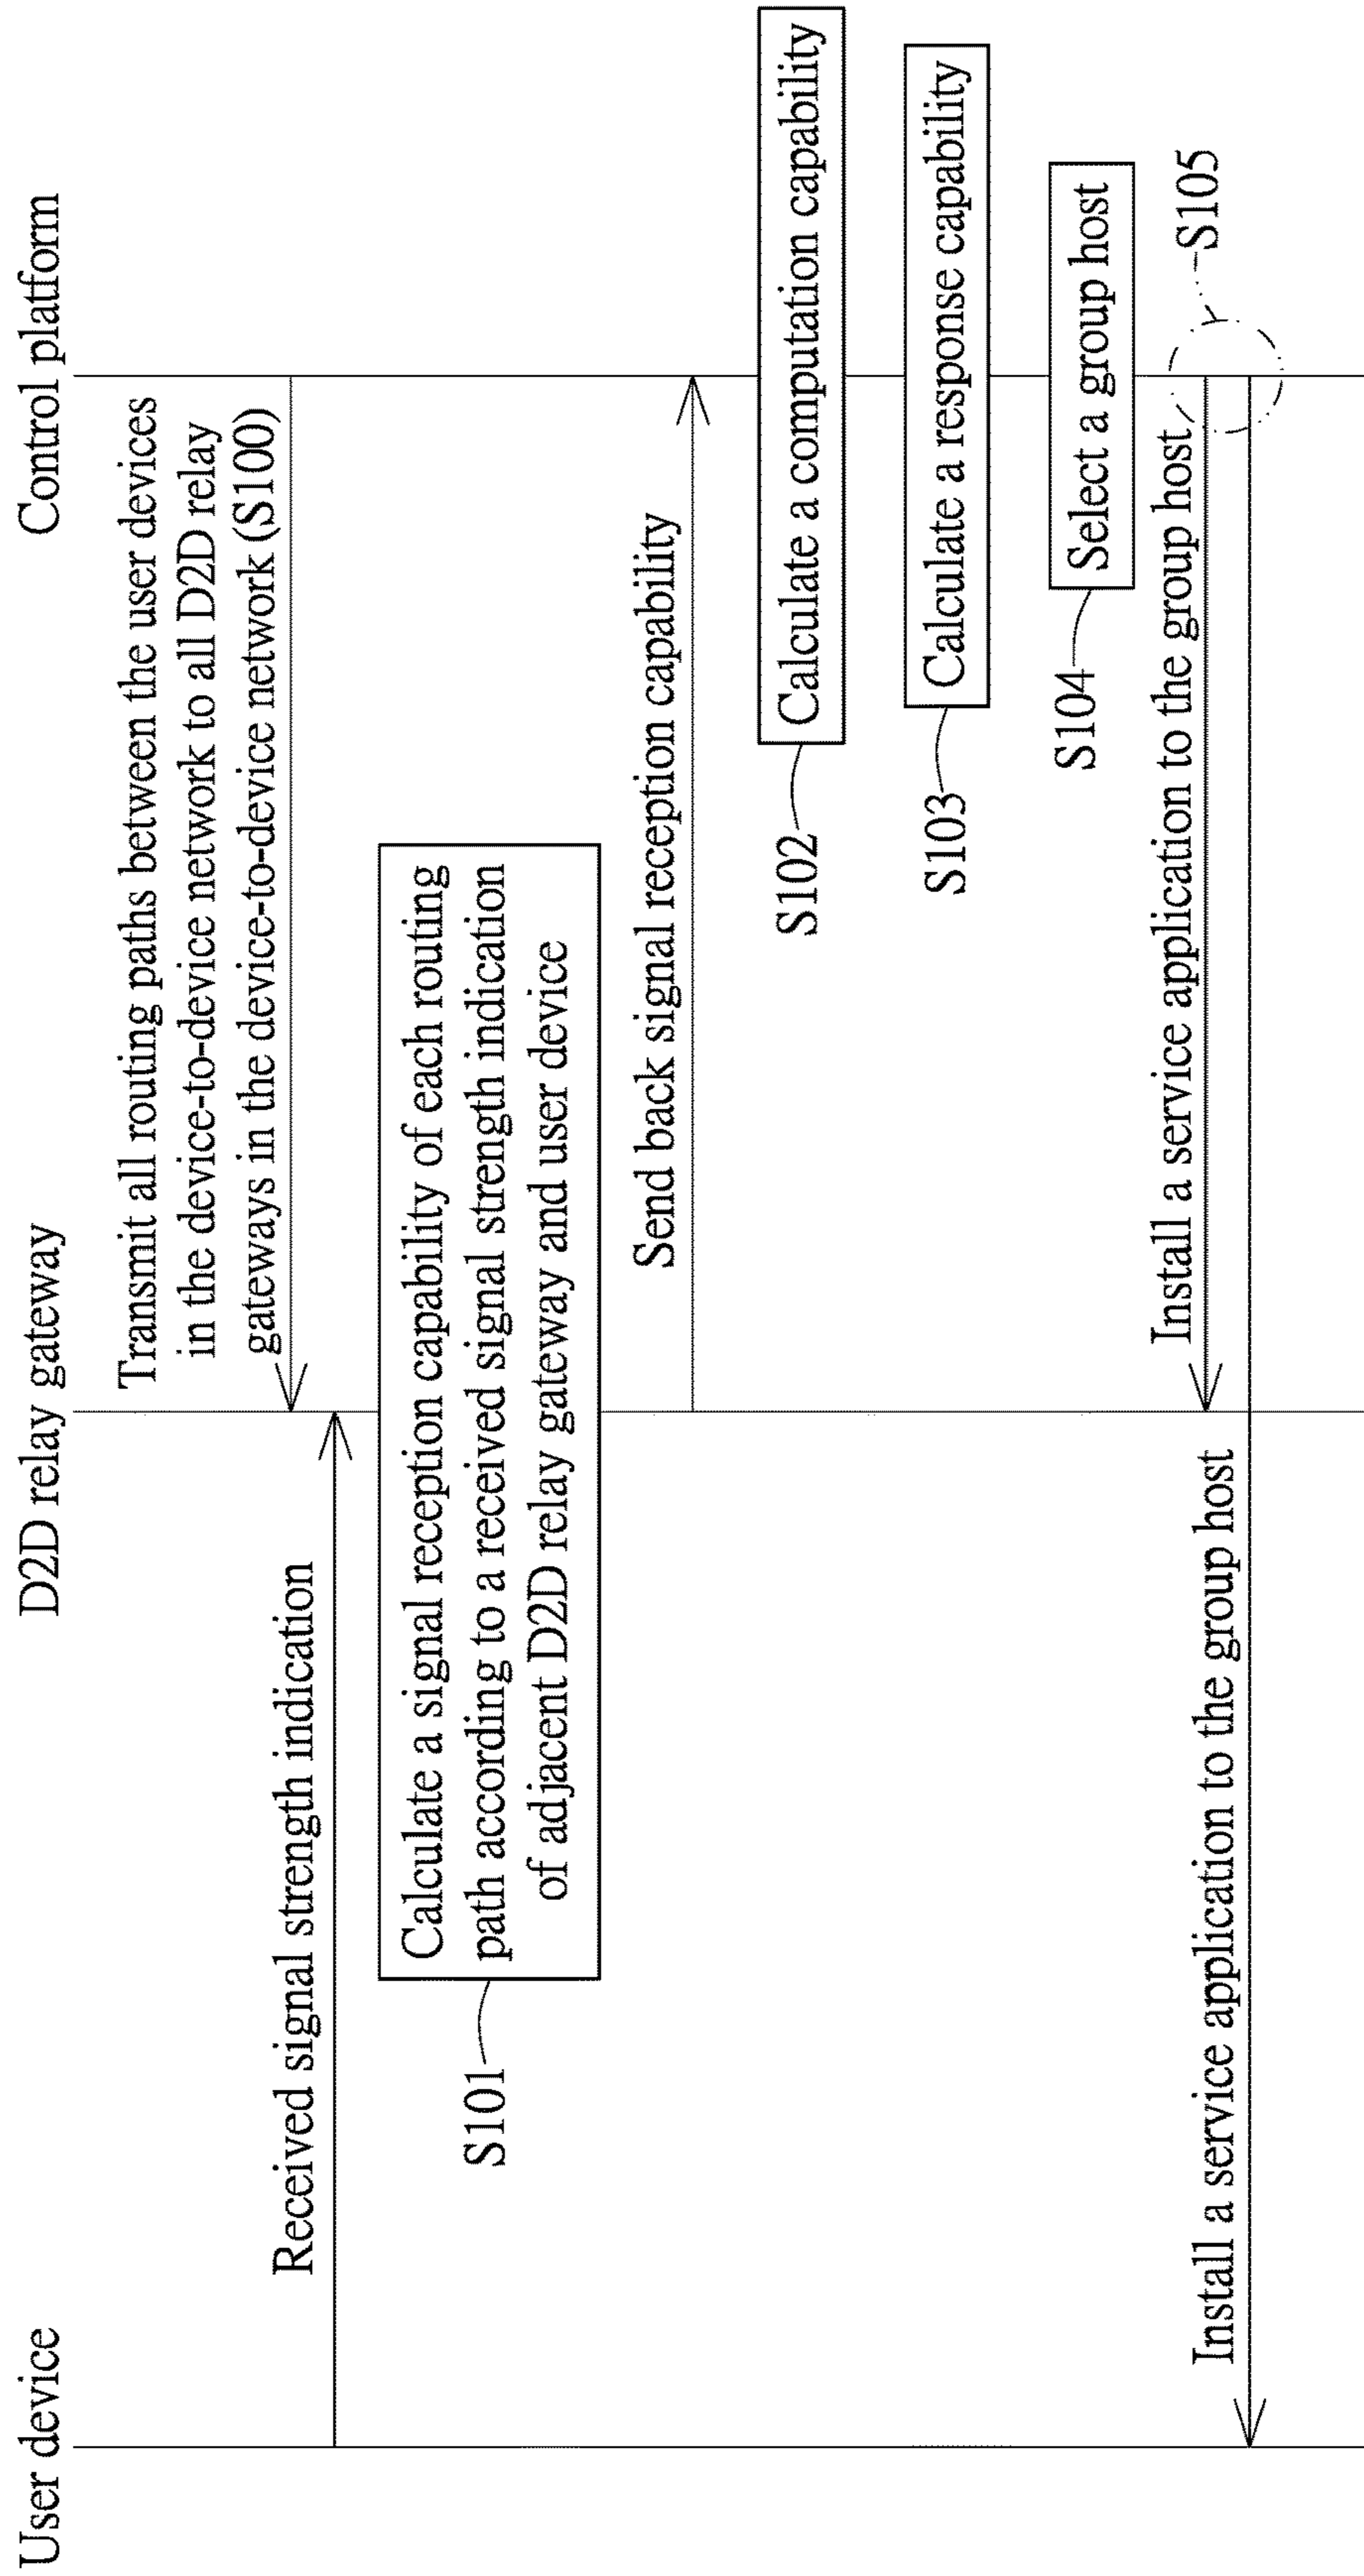 User device
D2D relay gateway
Control platform
Transmit all routing paths between the user devices
in the device-to-device network to all D2D relay
gateways in the device-to-device network (S100)
Received signal strength indication
S101
Calculate a signal reception capability of each routing
path according to a received signal strength indication
of adjacent D2D relay gateway and user device
Send back signal reception capability
S102
Calculate a computation capability
S103
Calculate a response capability
S104
Select a group host
Install a service application to the group host
S105
Install a service application to the group host